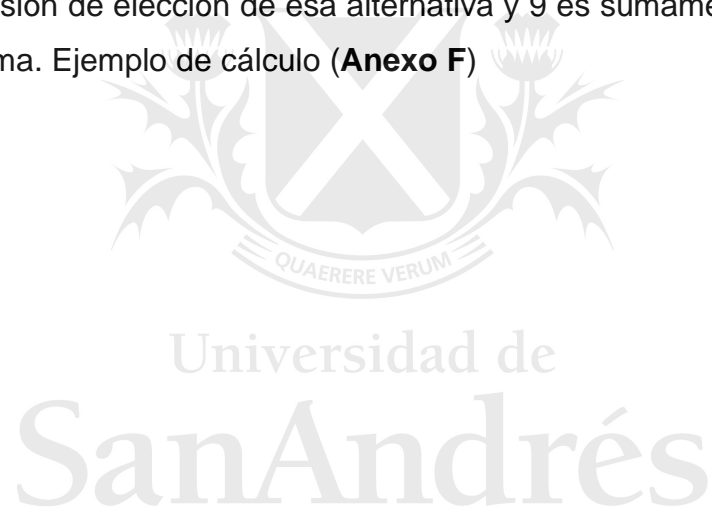 sión de elección de esa alternativa y 9 es sumame
ma. Ejemplo de cálculo (Anexo F)
QUAERERE VERUM
Universidad de
SanAndrés